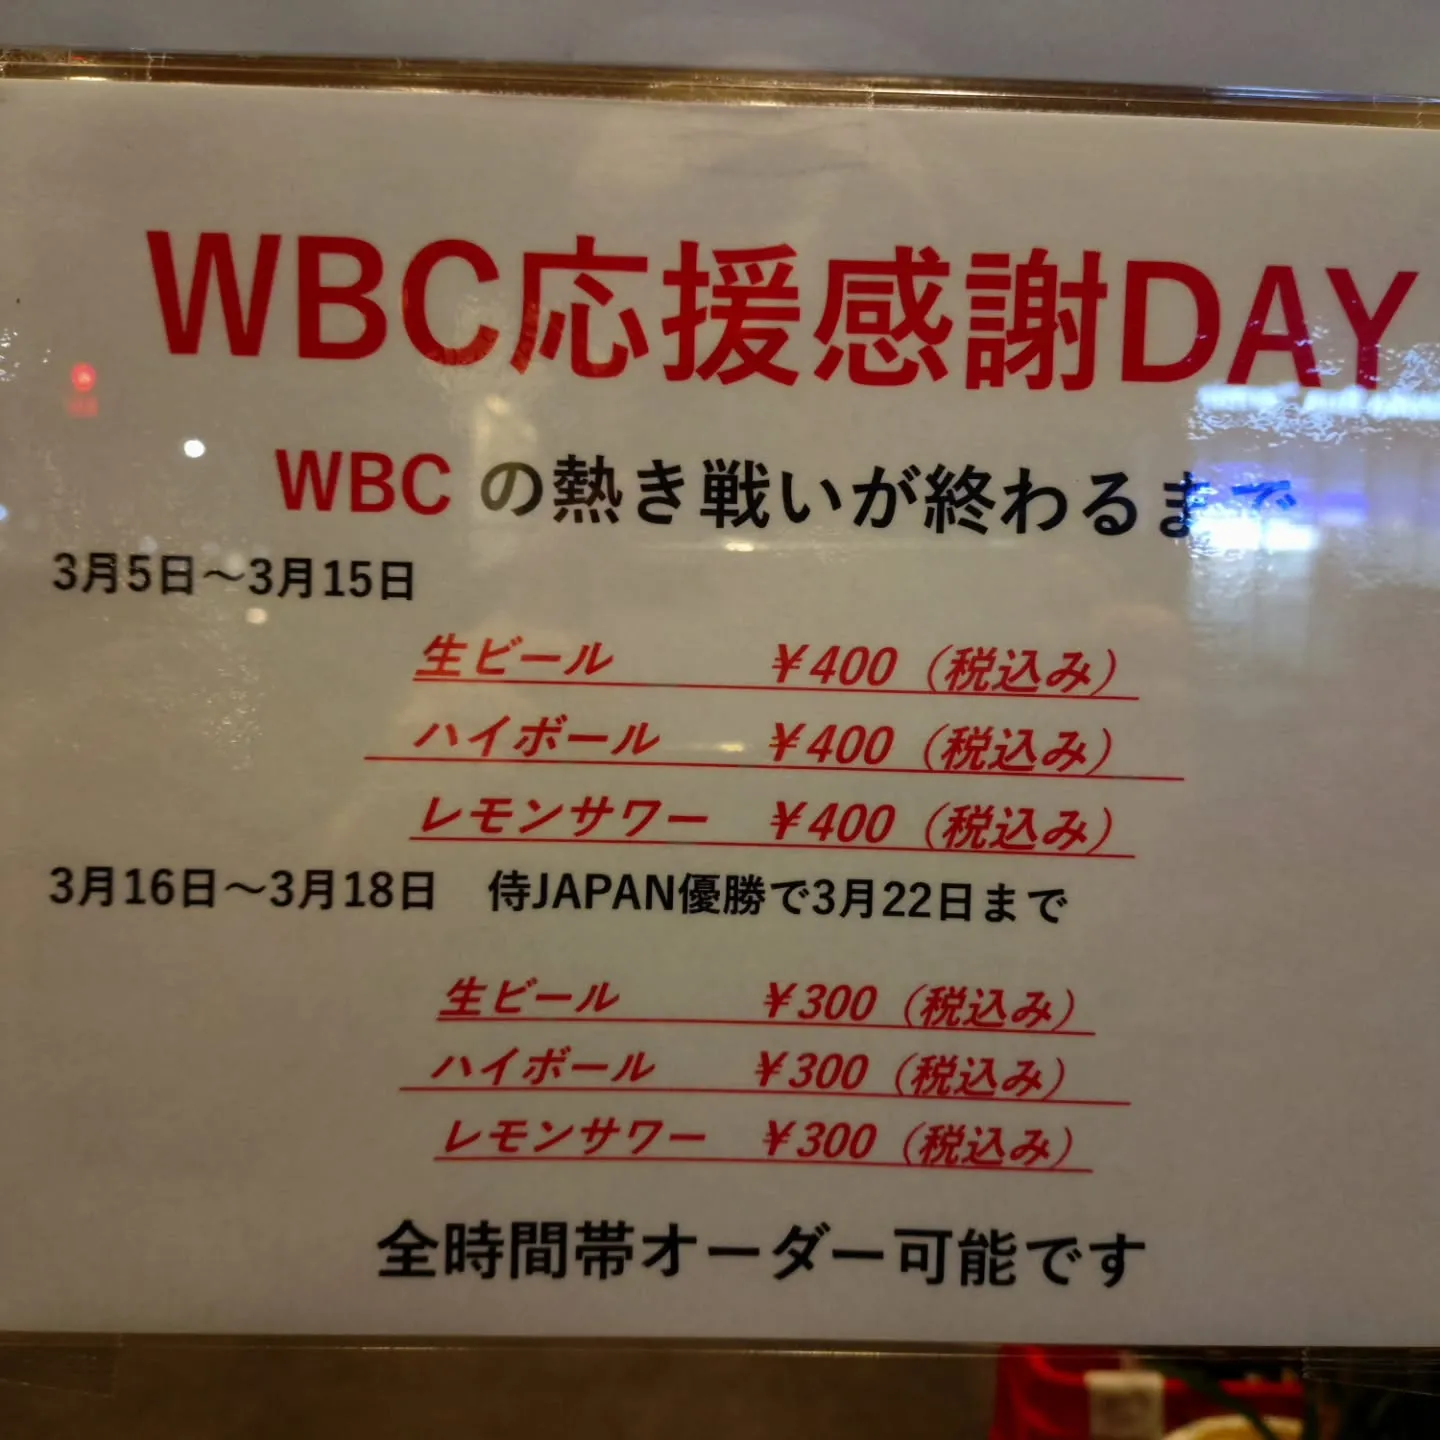 WBC応援感謝DAY
WBC の熱き戦いが終わるまで
3月5日～3月15日
生ビール ￥400（税込み）
ハイボール ￥400（税込み）
レモンサワー ￥400（税込み）
3月16日～3月18日 侍JAPAN優勝で3月22日まで
生ビール ￥300（税込み）
ハイボール ￥300（税込み）
レモンサワー ￥300（税込み）
全時間帯オーダー可能です